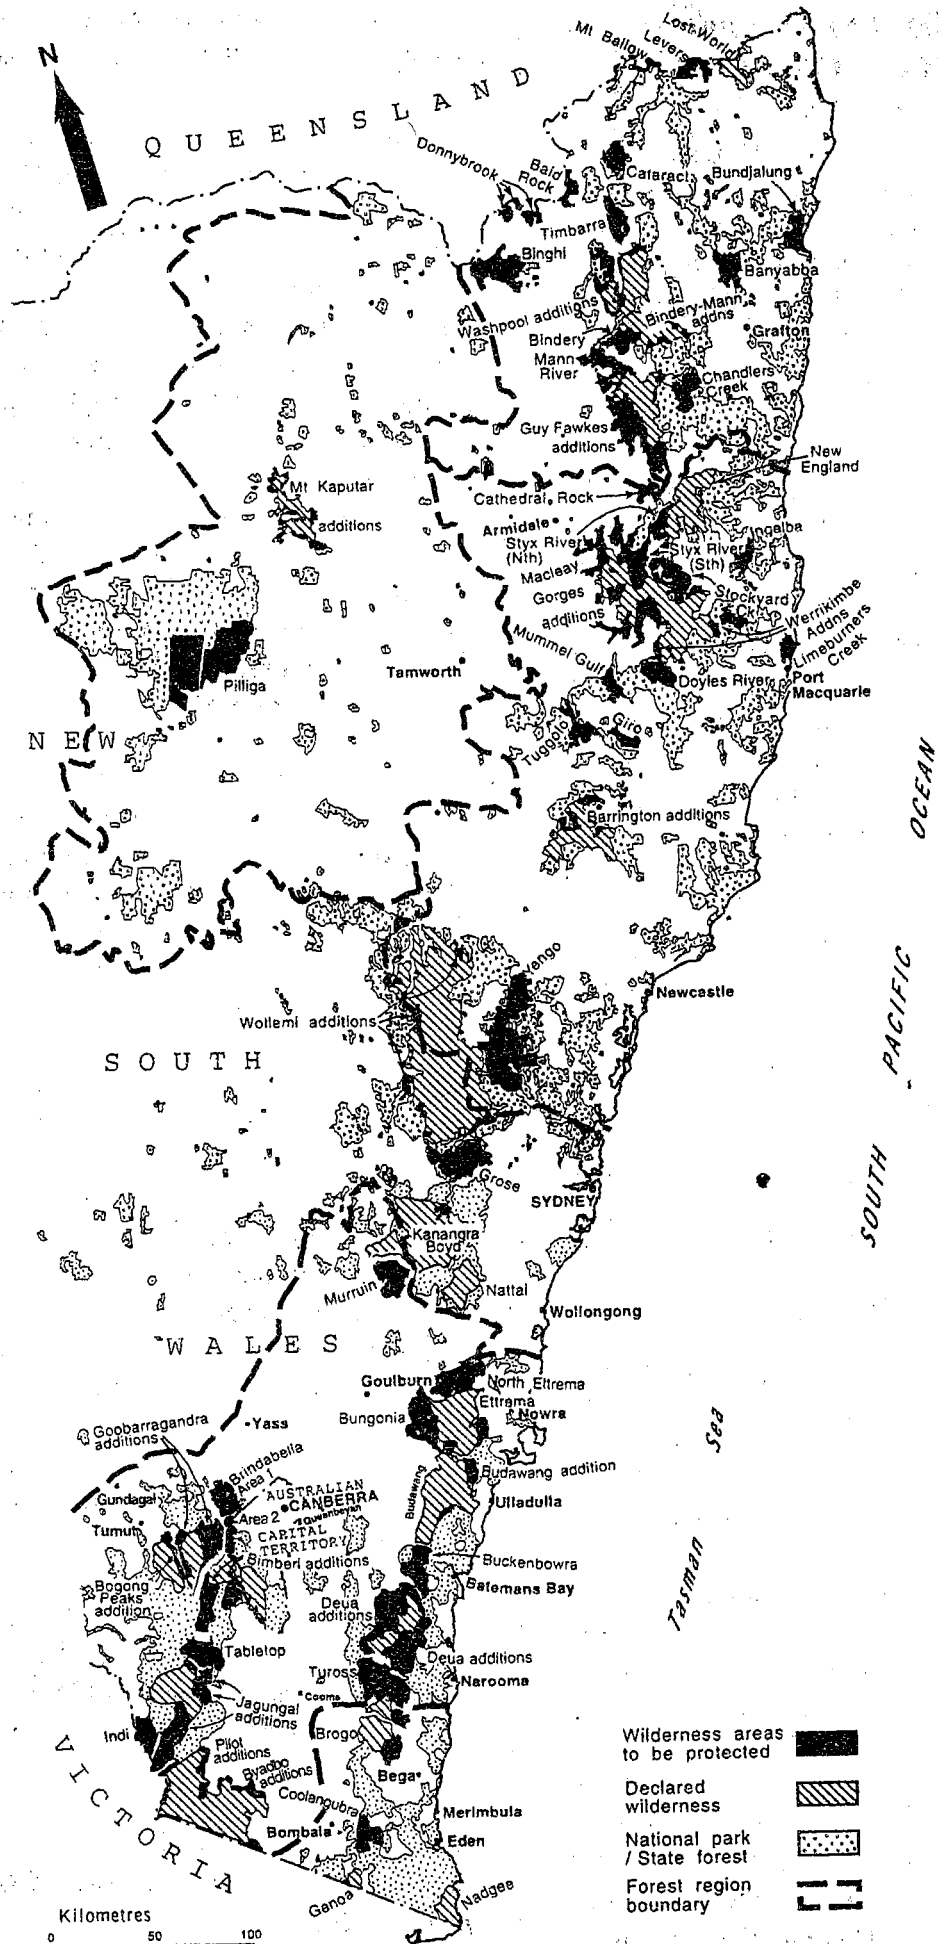 N
QUEENSLAND
Mt Ballow
Levers
Lost World
Donnybrook
Bald
Rock
Cataract
Bundjalung
Timbarra
Binghi
Banyabba
Washpool additions
Bindery-Mann
addns
Grafton
Bindery
Mann
River
Chandlers
Creek
Guy Fawkes
additions
New
England
Mt Kaputar
additions
Cathedral Rock
Armidale
Styx River
(Nth)
Styx River
(Sth)
Ingalba
Macleay
Gorges
additions
Stockyard
Ck
Werrikimbe
Addns
Limeburners
Creek
Mummel Gulf
Doyles River
Port
Macquarie
Pilliga
Tamworth
Tuggolo
Giro
NEW
Barrington additions
OCEAN
PACIFIC
SOUTH
Yengo
Newcastle
Wollemi additions
SOUTH
Grose
SYDNEY
Kanangra
Boyd
Murruin
Nattai
Wollongong
WALES
Goulburn
North Ettrema
Ettrema
Bungonia
Nowra
Goobarragandra
additions
Yass
Brindabella
Area 1
Budawang addition
Budawang
Sea
Tasman
AUSTRALIAN
CANBERRA
Queanbeyan
Gundagai
Area 2
CAPITAL
TERRITORY
Ulladulla
Tumut
Bimberi additions
Buckenbowra
Batemans Bay
Bogong
Peaks
addition
Deua
additions
Tabletop
Deua additions
Tuross
Narooma
Cooma
Jagungal
additions
Indi
Brogo
Pilot
additions
Byadbo
additions
Bega
Coolangubra
Merimbula
Bombala
Eden
VICTORIA
Genoa
Nadgee
Wilderness areas
to be protected
Declared
wilderness
National park
/ State forest
Forest region
boundary
Kilometres
0 50 100